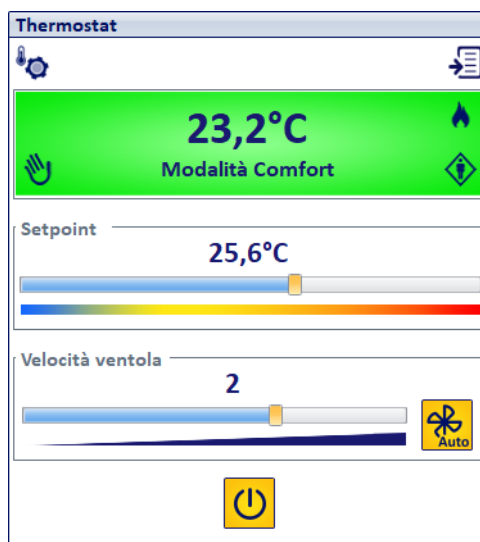 Thermostat
23,2°C
Modalità Comfort
Setpoint
25,6°C
Velocità ventola
2
Auto